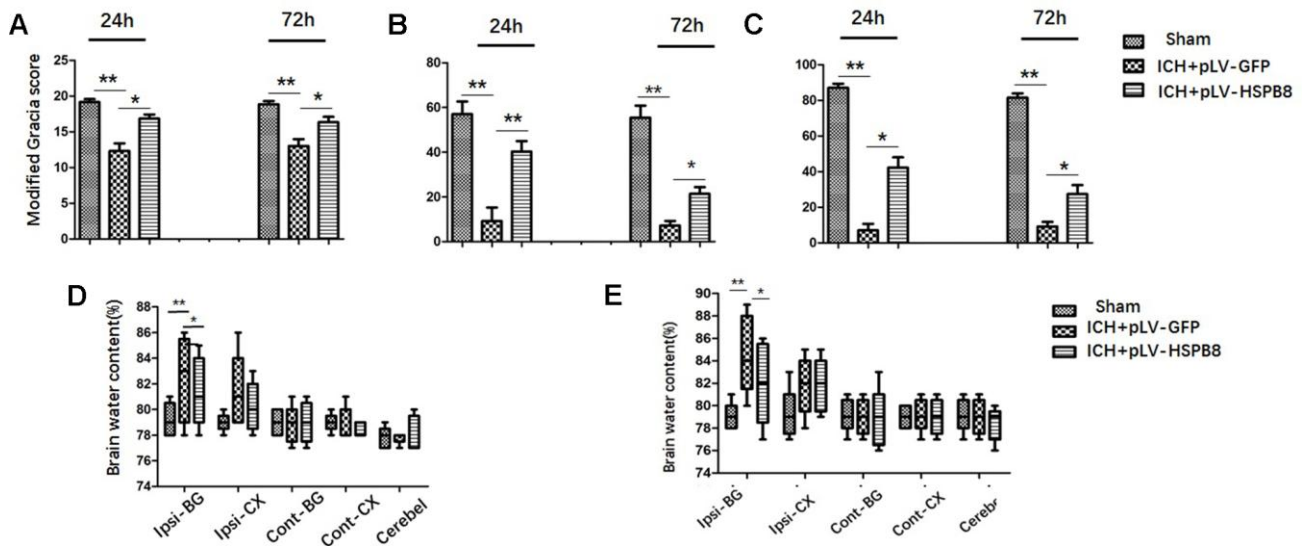 A
24h
72h
Modified Gracia score
20
15
10
5
0
**
*
**
*
B
24h
72h
60
40
20
0
**
**
**
*
C
24h
72h
100
80
60
40
20
0
**
*
**
*
Sham
ICH+pLV-GFP
ICH+pLV-HSPB8
D
Brain water content(%)
88
86
84
82
80
78
76
74
**
*
Ipsi-BG
Ipsi-CX
Cont-BG
Cont-CX
Cerebel
E
Brain water content(%)
90
88
86
84
82
80
78
76
74
**
*
Ipsi-BG
Ipsi-CX
Cont-BG
Cont-CX
Sham
ICH+pLV-GFP
ICH+pLV-HSPB8